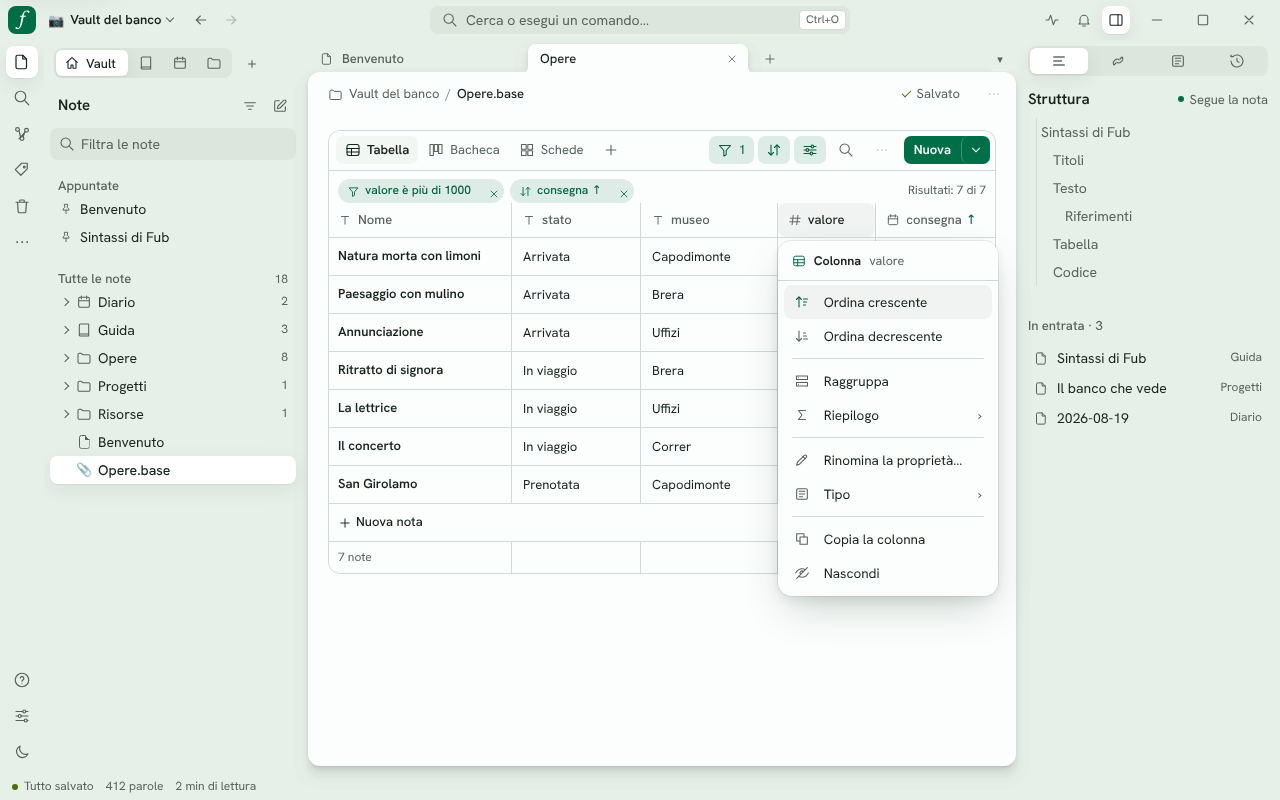 f Vault del banco
Cerca o esegui un comando… Ctrl+O
Vault
Benvenuto
Opere
Note
Filtra le note
Appuntate
Benvenuto
Sintassi di Fub
Tutte le note 18
Diario 2
Guida 3
Opere 8
Progetti 1
Risorse 1
Benvenuto
Opere.base
Tutto salvato 412 parole 2 min di lettura
Vault del banco / Opere.base
Salvato
Tabella Bacheca Schede 1 Nuova
valore è più di 1000 consegna ↑ Risultati: 7 di 7
Nome stato museo valore consegna ↑
Natura morta con limoni Arrivata Capodimonte
Paesaggio con mulino Arrivata Brera
Annunciazione Arrivata Uffizi
Ritratto di signora In viaggio Brera
La lettrice In viaggio Uffizi
Il concerto In viaggio Correr
San Girolamo Prenotata Capodimonte
Nuova nota
7 note
Colonna valore
Ordina crescente
Ordina decrescente
Raggruppa
Riepilogo
Rinomina la proprietà…
Tipo
Copia la colonna
Nascondi
Struttura Segue la nota
Sintassi di Fub
Titoli
Testo
Riferimenti
Tabella
Codice
In entrata · 3
Sintassi di Fub Guida
Il banco che vede Progetti
2026-08-19 Diario